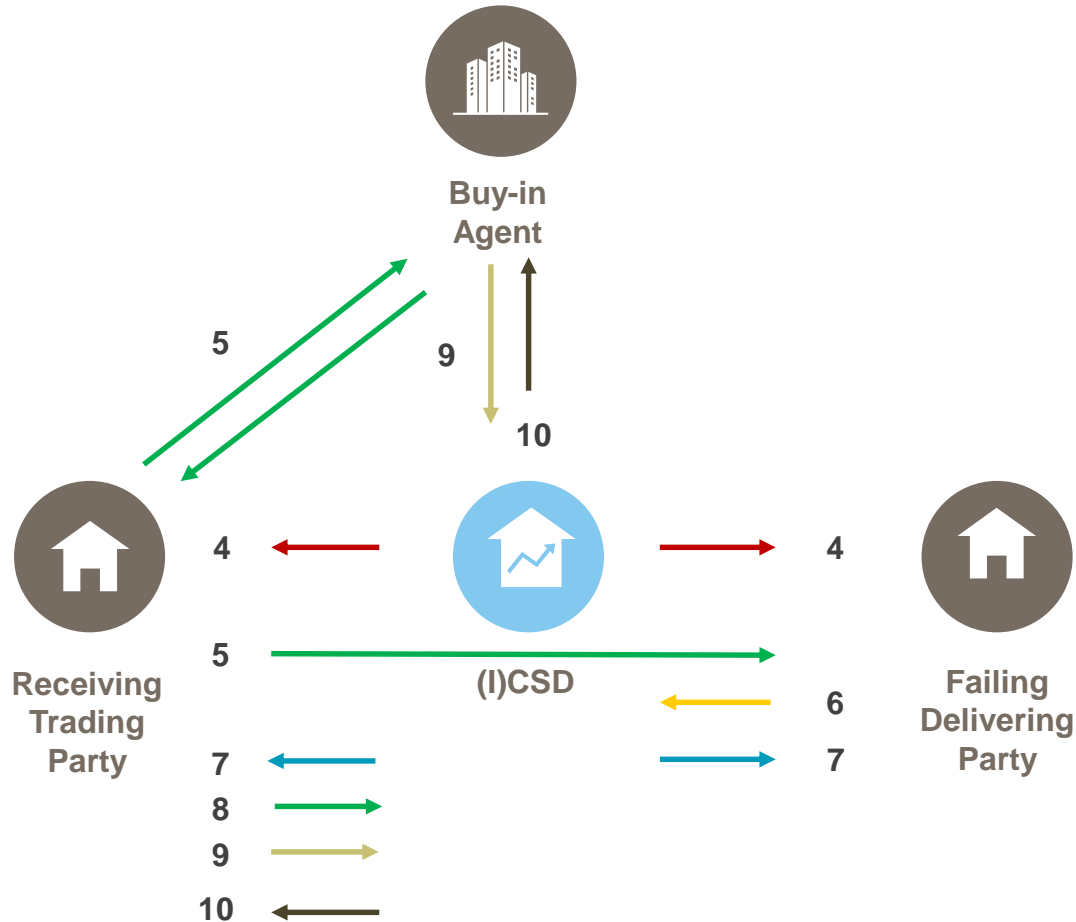 Buy-in
Agent
5
9
10
4
4
5
(I)CSD
Receiving
Trading
Party
6
Failing
Delivering
Party
7
7
8
9
10